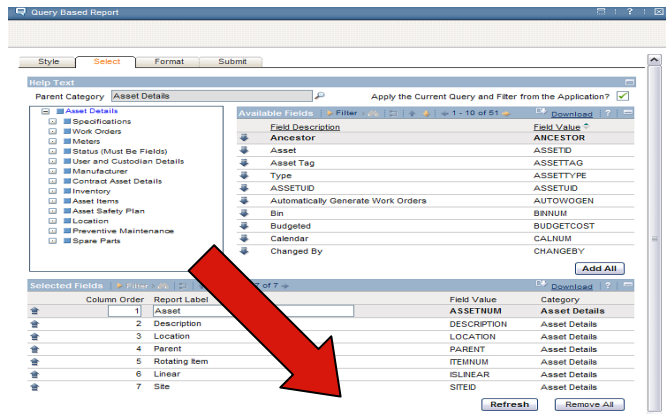 Query Based Report
Style Select Format Submit
Help Text
Parent Category Asset Details Apply the Current Query and Filter from the Application?
Asset Details
Specifications
Work Orders
Meters
Status (Must Be Fields)
User and Custodian Details
Manufacturer
Contract Asset Details
Inventory
Asset Items
Asset Safety Plan
Location
Preventive Maintenance
Spare Parts
Available Fields Filter 1 - 10 of 51 Download ?
Field Description Field Value
Ancestor ANCESTOR
Asset ASSETID
Asset Tag ASSETTAG
Type ASSETTYPE
ASSETUID ASSETUID
Automatically Generate Work Orders AUTOWOGEN
Bin BINNUM
Budgeted BUDGETCOST
Calendar CALNUM
Changed By CHANGEBY
Add All
Selected Fields Filter 7 of 7 Download ?
Column Order Report Label Field Value Category
1 Asset ASSETNUM Asset Details
2 Description DESCRIPTION Asset Details
3 Location LOCATION Asset Details
4 Parent PARENT Asset Details
5 Rotating Item ITEMNUM Asset Details
6 Linear ISLINEAR Asset Details
7 Site SITEID Asset Details
Refresh Remove All